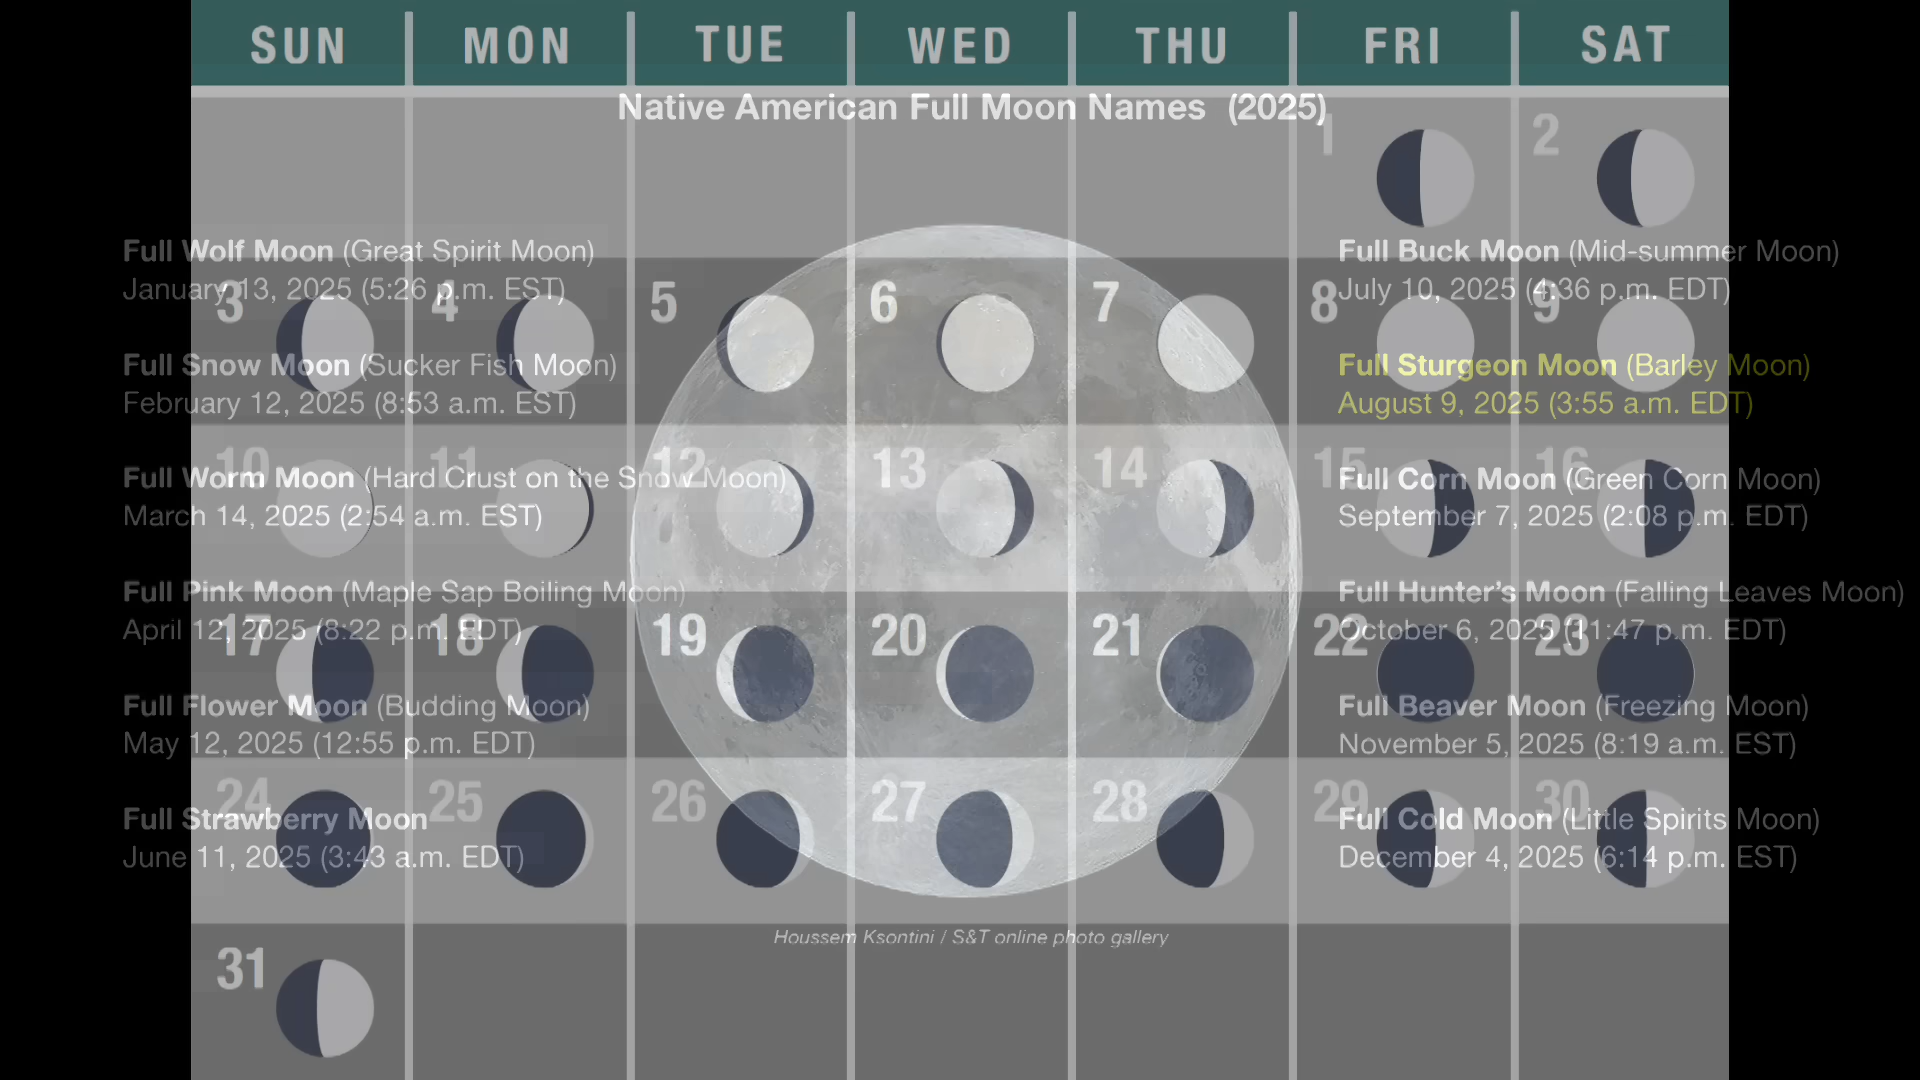 SUN MON TUE WED THU FRI SAT
Native American Full Moon Names (2025)
1 2
Full Wolf Moon (Great Spirit Moon)
January 13, 2025 (5:26 p.m. EST)
Full Buck Moon (Mid-summer Moon)
July 10, 2025 (4:36 p.m. EDT)
3 4 5 6 7 8 9
Full Snow Moon (Sucker Fish Moon)
February 12, 2025 (8:53 a.m. EST)
Full Sturgeon Moon (Barley Moon)
August 9, 2025 (3:55 a.m. EDT)
10 11 12 13 14 15 16
Full Worm Moon (Hard Crust on the Snow Moon)
March 14, 2025 (2:54 a.m. EST)
Full Corn Moon (Green Corn Moon)
September 7, 2025 (2:08 p.m. EDT)
Full Pink Moon (Maple Sap Boiling Moon)
April 12, 2025 (8:22 p.m. EDT)
Full Hunter's Moon (Falling Leaves Moon)
October 6, 2025 (11:47 p.m. EDT)
17 18 19 20 21 22 23
Full Flower Moon (Budding Moon)
May 12, 2025 (12:55 p.m. EDT)
Full Beaver Moon (Freezing Moon)
November 5, 2025 (8:19 a.m. EST)
24 25 26 27 28 29 30
Full Strawberry Moon
June 11, 2025 (3:43 a.m. EDT)
Full Cold Moon (Little Spirits Moon)
December 4, 2025 (6:14 p.m. EST)
Houssem Ksontini / S&T online photo gallery
31